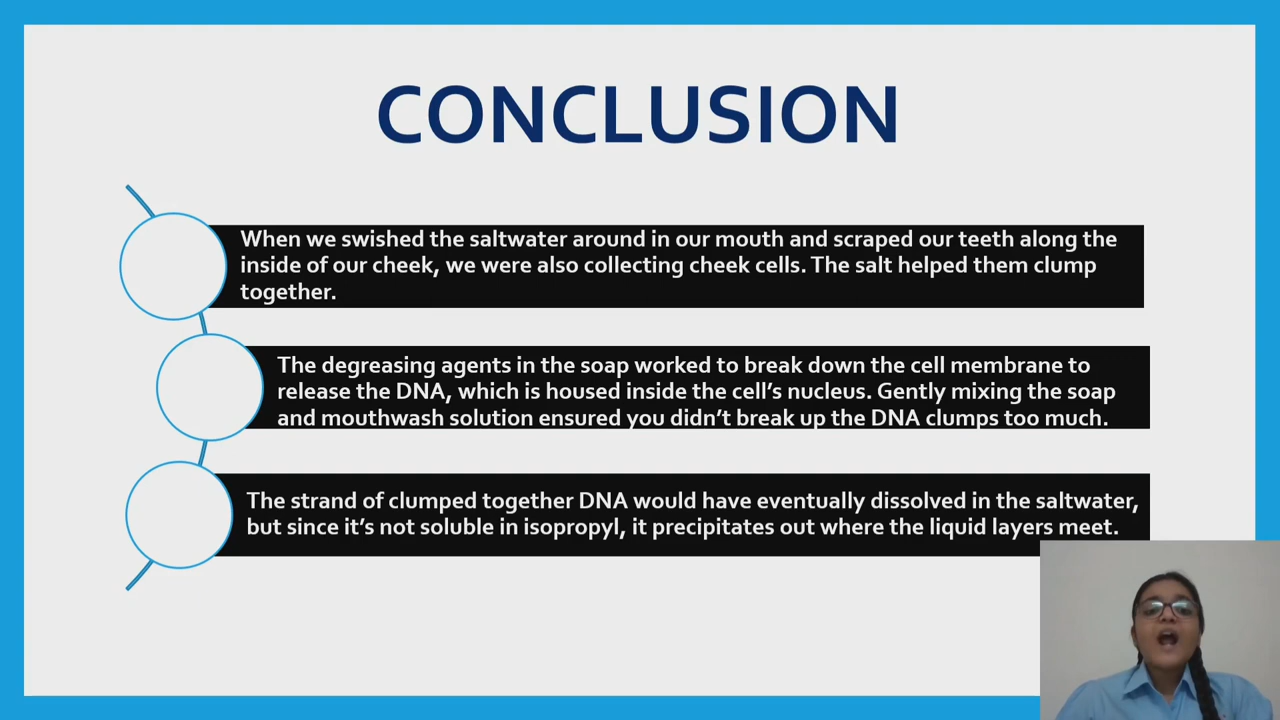 CONCLUSION
When we swished the saltwater around in our mouth and scraped our teeth along the
inside of our cheek, we were also collecting cheek cells. The salt helped them clump
together.
The degreasing agents in the soap worked to break down the cell membrane to
release the DNA, which is housed inside the cell’s nucleus. Gently mixing the soap
and mouthwash solution ensured you didn’t break up the DNA clumps too much.
The strand of clumped together DNA would have eventually dissolved in the saltwater,
but since it’s not soluble in isopropyl, it precipitates out where the liquid layers meet.